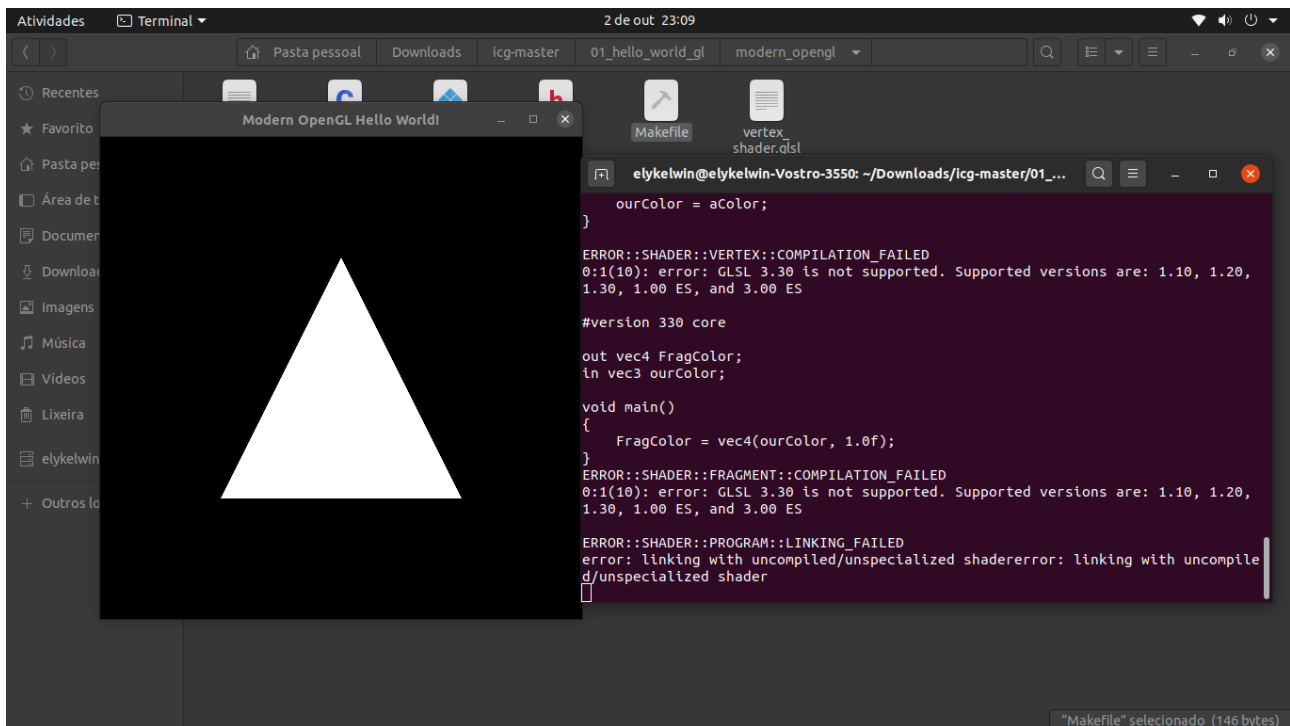 Atividades Terminal 2 de out 23:09
Pasta pessoal Downloads icg-master 01_hello_world_gl modern_opengl
Recentes
Favorito
Pasta pes
Área de t
Documen
Downloa
Imagens
Música
Vídeos
Lixeira
elykelwin
Outros lo
Makefile
vertex_
shader.glsl
Modern OpenGL Hello World!
elykelwin@elykelwin-Vostro-3550: ~/Downloads/icg-master/01_...
ourColor = aColor;
}
ERROR::SHADER::VERTEX::COMPILATION_FAILED
0:1(10): error: GLSL 3.30 is not supported. Supported versions are: 1.10, 1.20,
1.30, 1.00 ES, and 3.00 ES
#version 330 core
out vec4 FragColor;
in vec3 ourColor;
void main()
{
FragColor = vec4(ourColor, 1.0f);
}
ERROR::SHADER::FRAGMENT::COMPILATION_FAILED
0:1(10): error: GLSL 3.30 is not supported. Supported versions are: 1.10, 1.20,
1.30, 1.00 ES, and 3.00 ES
ERROR::SHADER::PROGRAM::LINKING_FAILED
error: linking with uncompiled/unspecialized shadererror: linking with uncompile
d/unspecialized shader
"Makefile" selecionado (146 bytes)